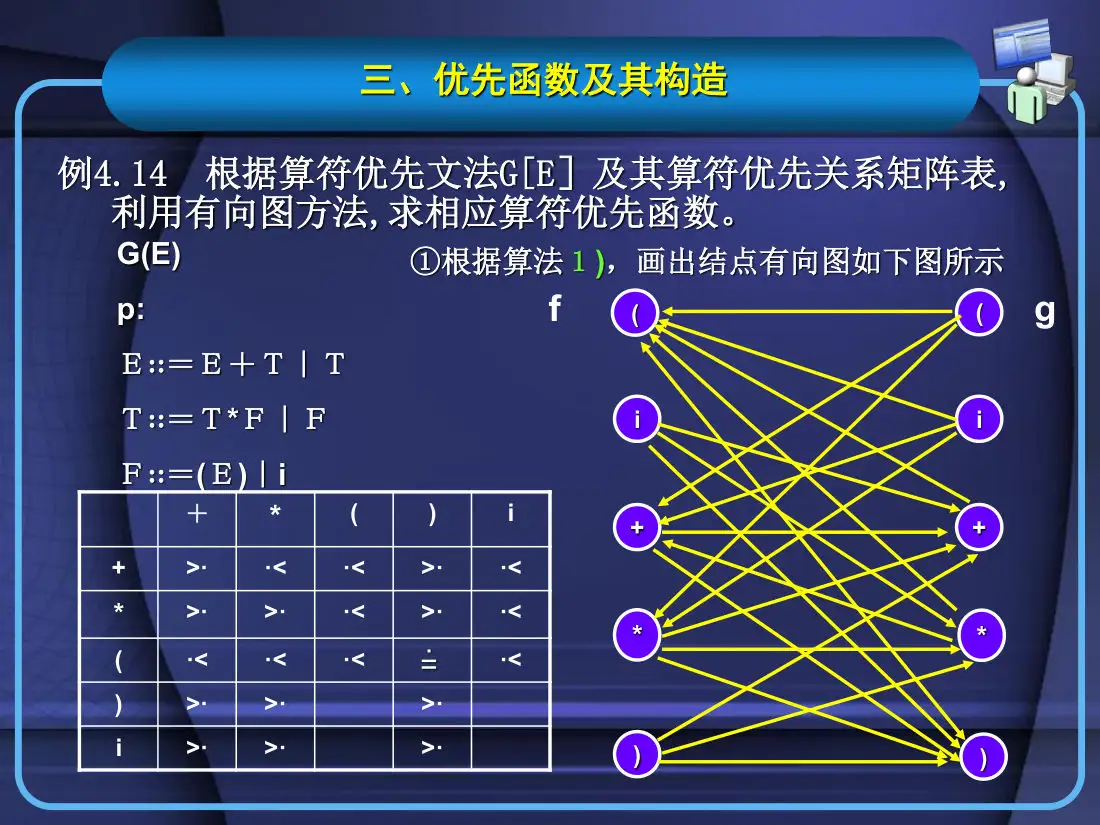 三、优先函数及其构造
例4.14 根据算符优先文法G[E] 及其算符优先关系矩阵表,
利用有向图方法,求相应算符优先函数。
G(E)
①根据算法1),画出结点有向图如下图所示
p:
E::=E+T|T
T::=T*F|F
F::=(E)|i
f
g
( (
i i
+ +
* *
) )
+ * ( ) i
+ >· ·< ·< >· ·<
* >· >· ·< >· ·<
( ·< ·< ·< ≐ ·<
) >· >· >·
i >· >· >·